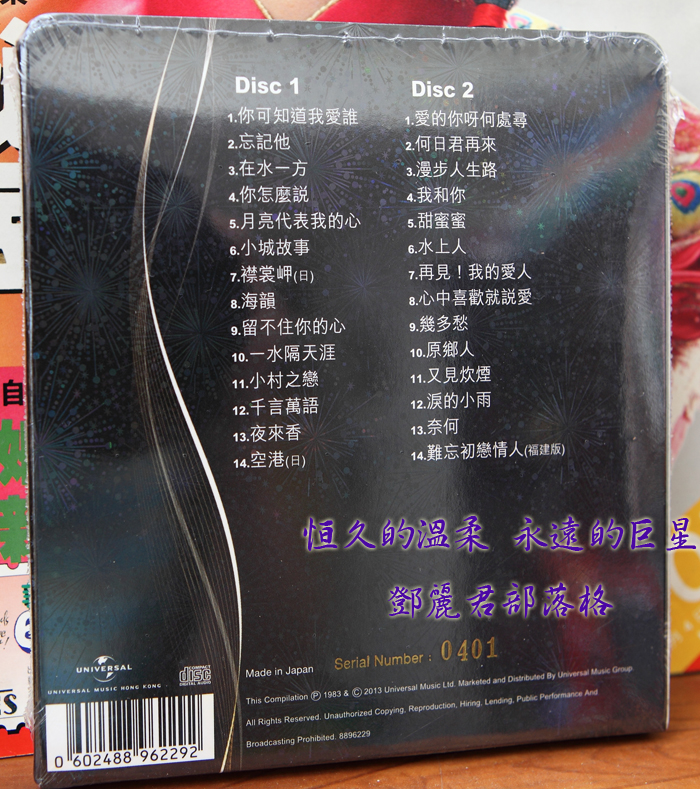 Disc 1
1.你可知道我愛誰
2.忘記他
3.在水一方
4.你怎麼説
5.月亮代表我的心
6.小城故事
7.襟裳岬(日)
8.海韻
9.留不住你的心
10.一水隔天涯
11.小村之戀
12.千言萬語
13.夜來香
14.空港(日)
Disc 2
1.愛的你呀何處尋
2.何日君再來
3.漫步人生路
4.我和你
5.甜蜜蜜
6.水上人
7.再見！我的愛人
8.心中喜歡就説愛
9.幾多愁
10.原鄉人
11.又見炊煙
12.淚的小雨
13.奈何
14.難忘初戀情人(福建版)
恒久的溫柔 永遠的巨星
鄧麗君部落格
UNIVERSAL
UNIVERSAL MUSIC HONG KONG
COMPACT
disc
DIGITAL AUDIO
Made in Japan
Serial Number : 0401
This Compilation Ⓟ 1983 & © 2013 Universal Music Ltd. Marketed and Distributed By Universal Music Group.
All Rights Reserved. Unauthorized Copying, Reproduction, Hiring, Lending, Public Performance And
Broadcasting Prohibited. 8896229
0 602488 962292
自